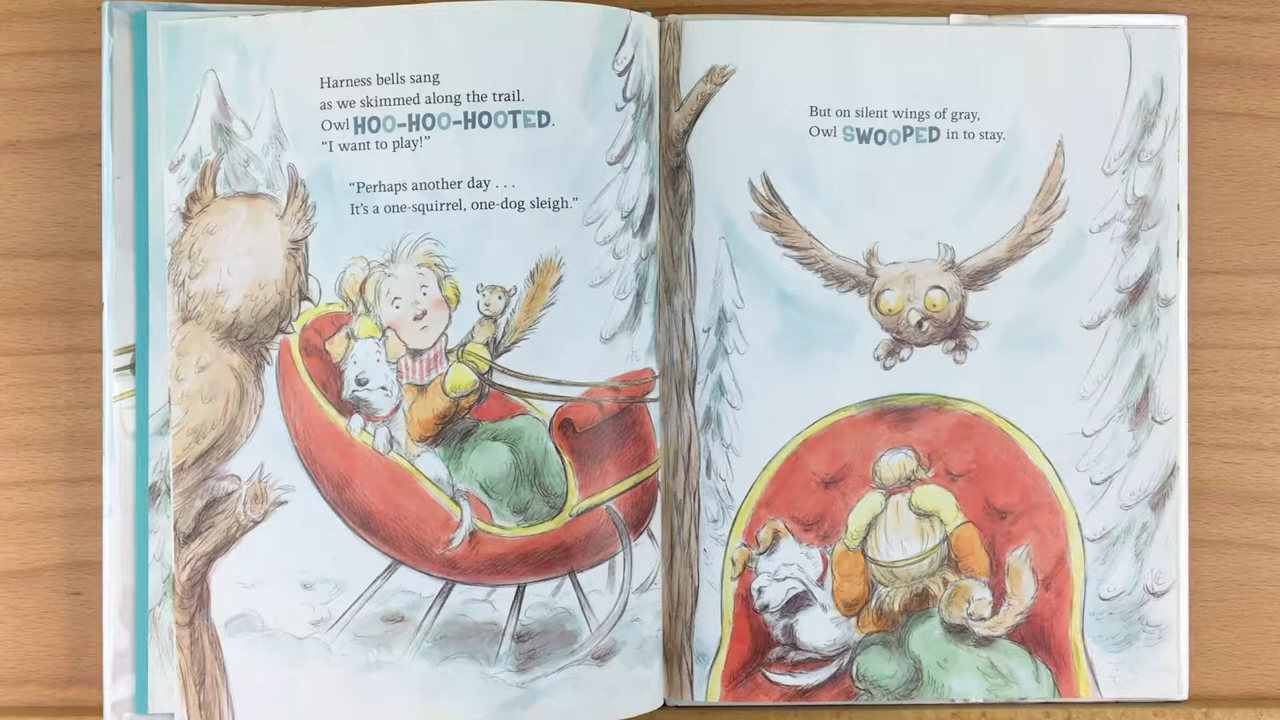 Harness bells sang
as we skimmed along the trail.
Owl HOO-HOO-HOOTED.
“I want to play!”
“Perhaps another day . . .
It’s a one-squirrel, one-dog sleigh.”
But on silent wings of gray,
Owl SWOOPED in to stay.